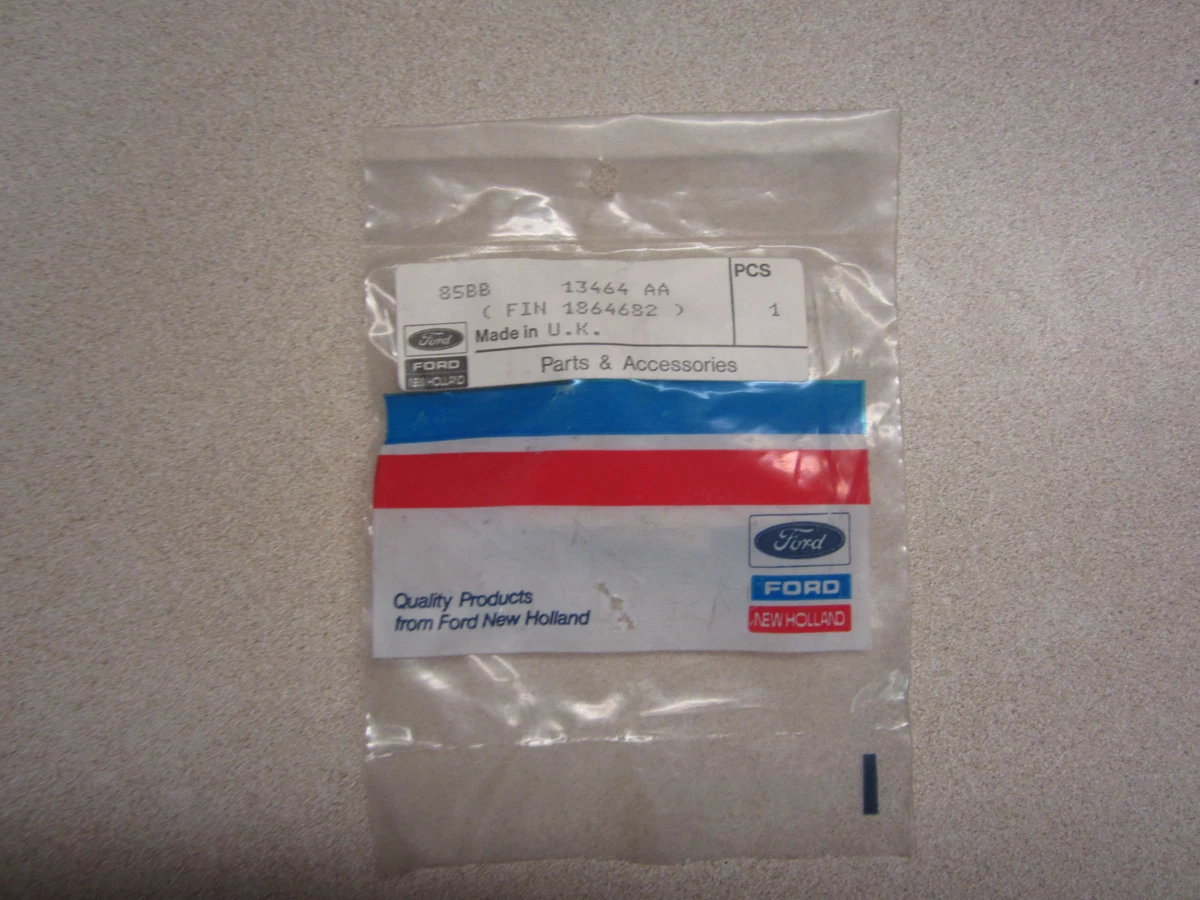 PCS
85BB 13464 AA
( FIN 1864682 ) 1
Made in U.K.
Ford
FORD
NEW HOLLAND
Parts & Accessories
Ford
FORD
NEW HOLLAND
Quality Products
from Ford New Holland